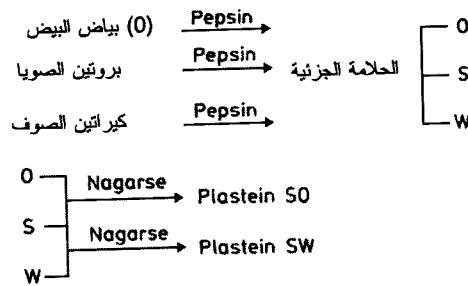 بياض البيض (O) Pepsin O
بروتين الصويا Pepsin الحلامة الجزئية S
كيراتين الصوف Pepsin W
O
Nagarse Plastein SO
S
Nagarse Plastein SW
W